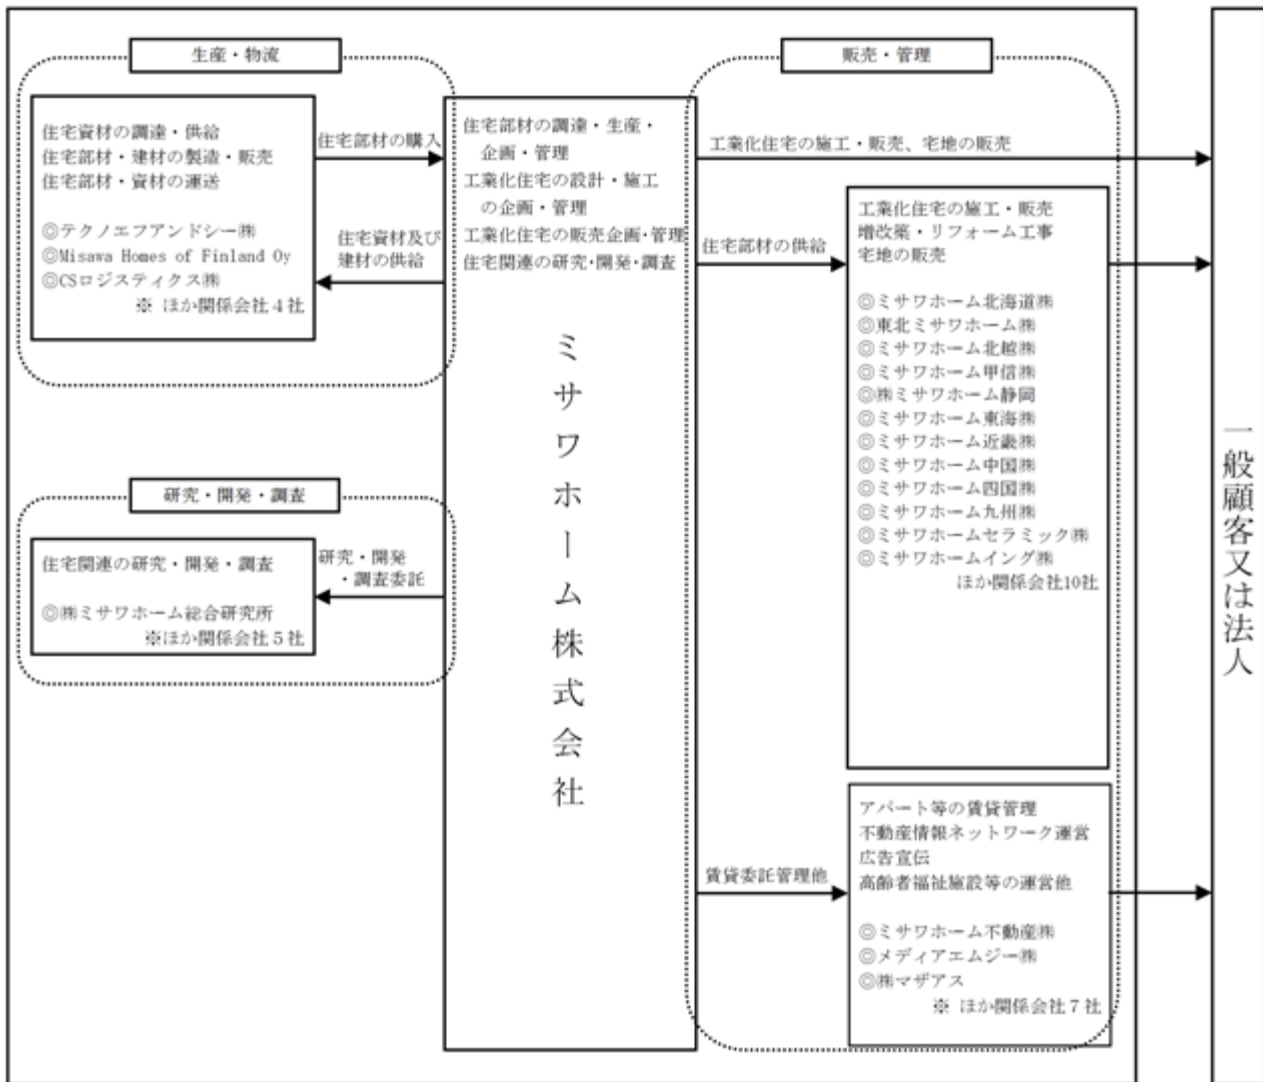 生産・物流
住宅資材の調達・供給
住宅部材・建材の製造・販売
住宅部材・資材の運送
◎テクノエフアンドシー㈱
◎Misawa Homes of Finland Oy
◎CSロジスティクス㈱
※ ほか関係会社４社
住宅部材の購入
住宅資材及び
建材の供給
研究・開発・調査
住宅関連の研究・開発・調査
◎㈱ミサワホーム総合研究所
※ほか関係会社５社
研究・開発
・調査委託
住宅部材の調達・生産・
企画・管理
工業化住宅の設計・施工
の企画・管理
工業化住宅の販売企画・管理
住宅関連の研究・開発・調査
ミサワホーム株式会社
販売・管理
工業化住宅の施工・販売、宅地の販売
住宅部材の供給
工業化住宅の施工・販売
増改築・リフォーム工事
宅地の販売
◎ミサワホーム北海道㈱
◎東北ミサワホーム㈱
◎ミサワホーム北越㈱
◎ミサワホーム甲信㈱
◎㈱ミサワホーム静岡
◎ミサワホーム東海㈱
◎ミサワホーム近畿㈱
◎ミサワホーム中国㈱
◎ミサワホーム四国㈱
◎ミサワホーム九州㈱
◎ミサワホームセラミック㈱
◎ミサワホームイング㈱
ほか関係会社10社
賃貸委託管理他
アパート等の賃貸管理
不動産情報ネットワーク運営
広告宣伝
高齢者福祉施設等の運営他
◎ミサワホーム不動産㈱
◎メディアエムジー㈱
◎㈱マザアス
※ ほか関係会社７社
一般顧客又は法人